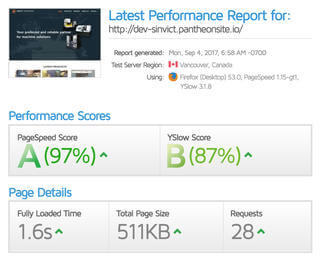 Latest Performance Report for:
http://dev-sinvict.pantheonsite.io/
Your preferred and reliable partner
for machine solutions
Report generated: Mon, Sep 4, 2017, 6:58 AM -0700
Test Server Region: Vancouver, Canada
Using: Firefox (Desktop) 53.0, PageSpeed 1.15-gt1,
YSlow 3.1.8
Performance Scores
PageSpeed Score
YSlow Score
A (97%)
B (87%)
Page Details
Fully Loaded Time
Total Page Size
Requests
1.6s
511KB
28